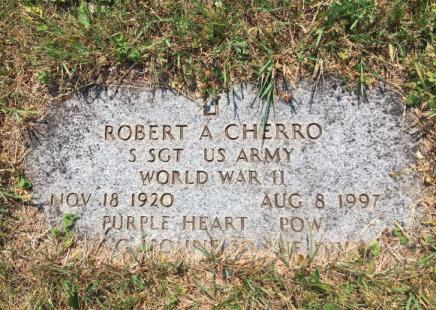 ROBERT A CHERRO
S SGT US ARMY
WORLD WAR II
NOV 18 1920 AUG 8 1997
PURPLE HEART POW